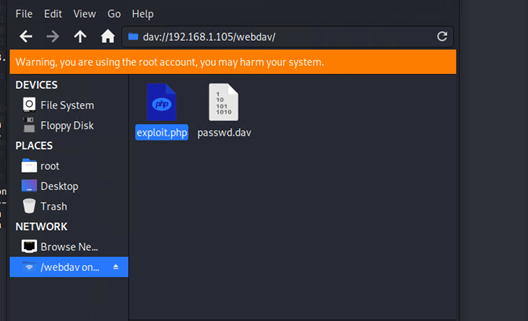 File Edit View Go Help
dav://192.168.1.105/webdav/
Warning, you are using the root account, you may harm your system.
DEVICES
File System
Floppy Disk
PLACES
root
Desktop
Trash
NETWORK
Browse Ne...
/webdav on...
php
exploit.php
1
10
101
1010
passwd.dav